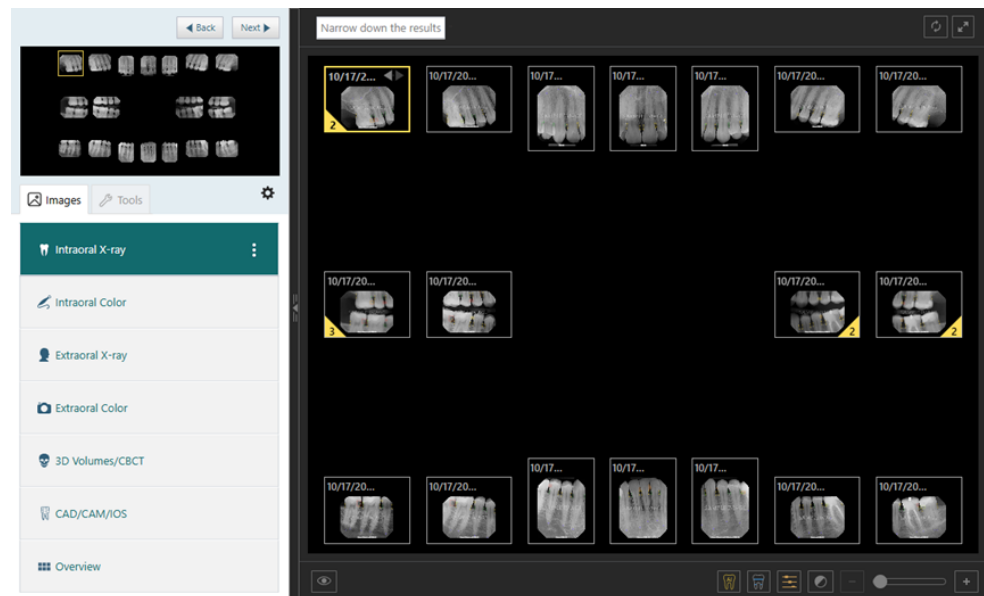 Back
Next
Narrow down the results
10/17/2...
10/17/20...
10/17...
10/17...
10/17...
10/17/20...
10/17/20...
2
Images
Tools
Intraoral X-ray
Intraoral Color
Extraoral X-ray
Extraoral Color
3D Volumes/CBCT
CAD/CAM/IOS
Overview
10/17/20...
10/17/20...
10/17/20...
10/17/20...
3
2
2
10/17...
10/17...
10/17...
10/17/20...
10/17/20...
10/17/20...
10/17/20...